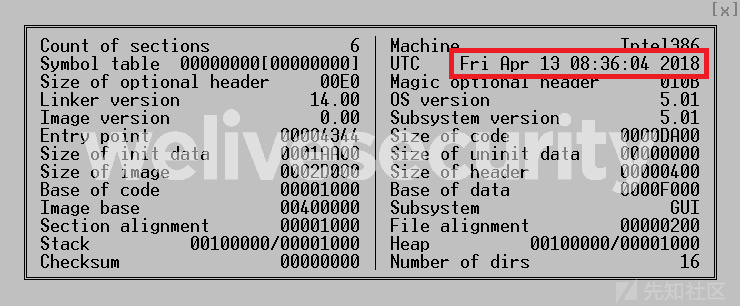 [x]
Count of sections 6 Machine Intel386
Symbol table 00000000[00000000] UTC Fri Apr 13 08:36:04 2018
Size of optional header 00E0 Magic optional header 010B
Linker version 14.00 OS version 5.01
Image version 0.00 Subsystem version 5.01
Entry point 00004344 Size of code 0000DA00
Size of init data 0001AA00 Size of uninit data 00000000
Size of image 0002D000 Size of header 00000400
Base of code 00001000 Base of data 0000F000
Image base 00400000 Subsystem GUI
Section alignment 00001000 File alignment 00000200
Stack 00100000/00001000 Heap 00100000/00001000
Checksum 00000000 Number of dirs 16
welivesecurity
先知社区